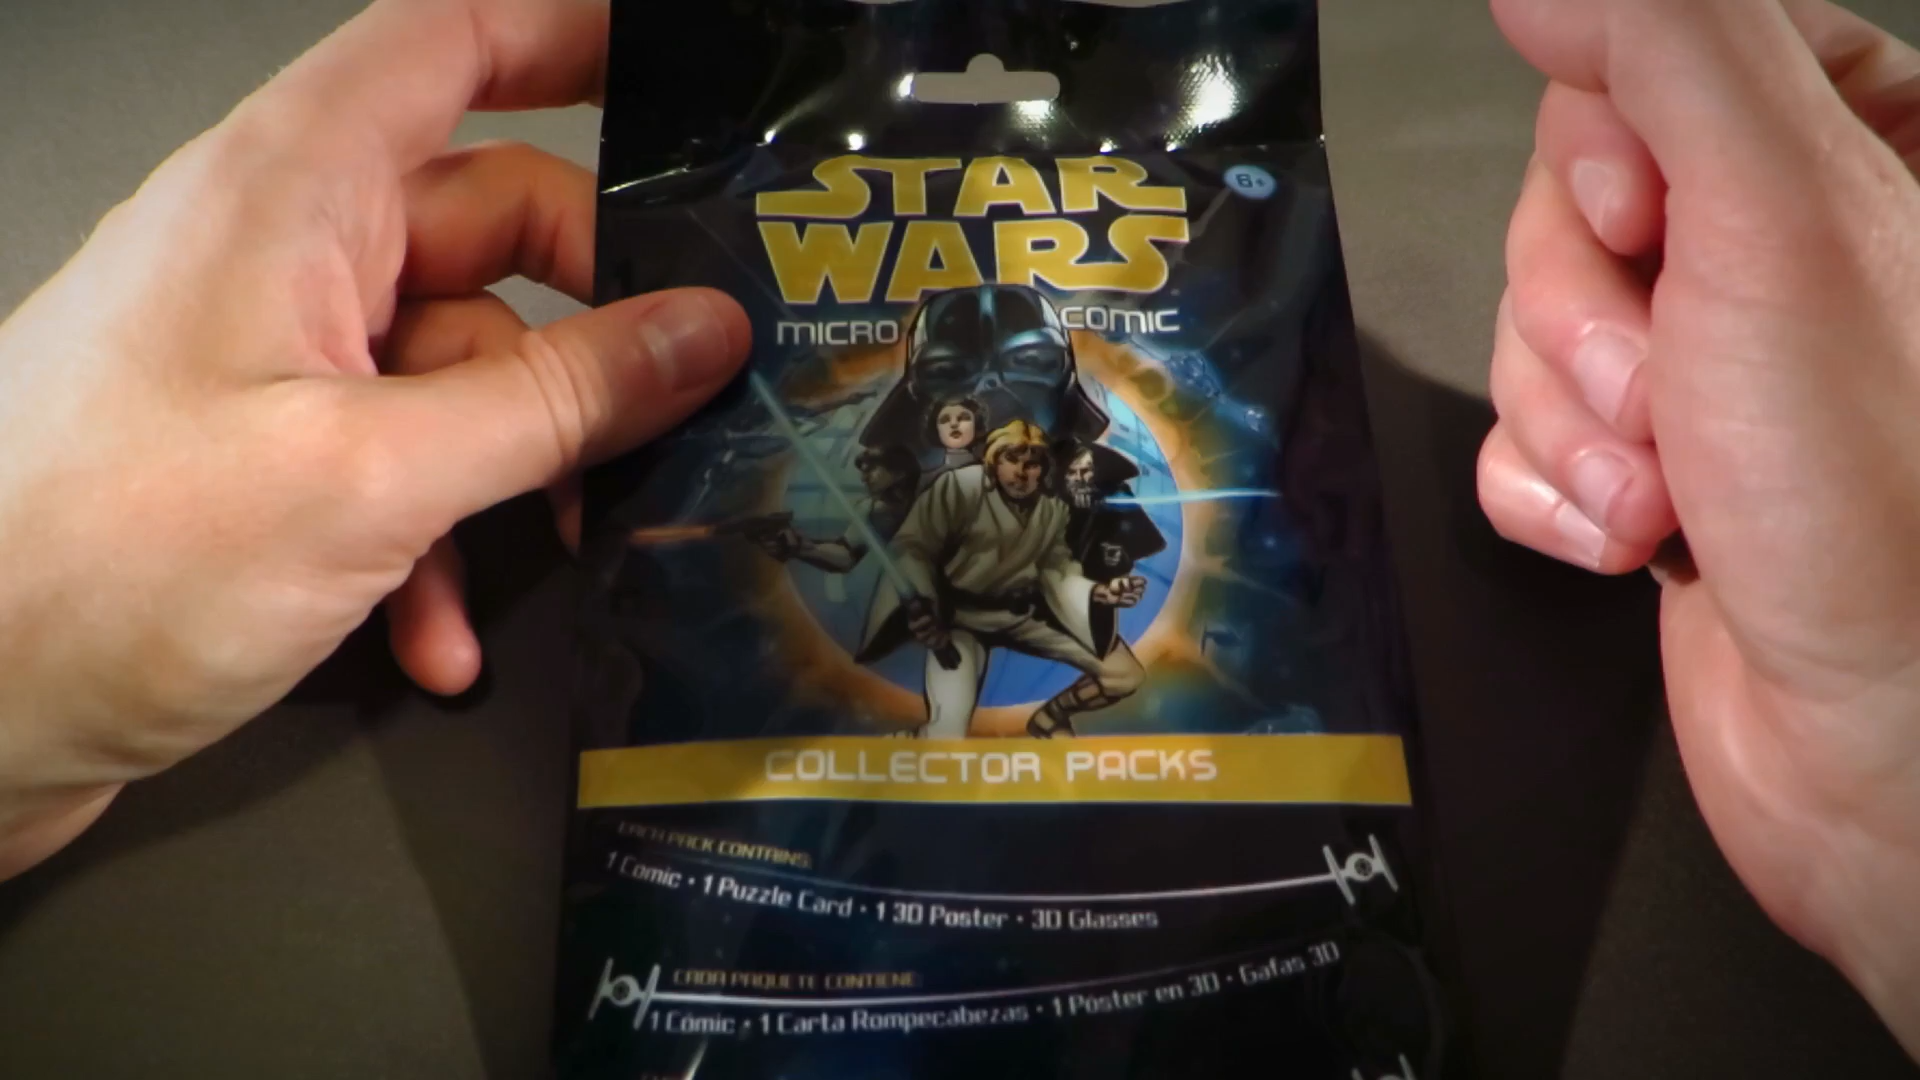 STAR
WARS
6+
MICRO COMIC
COLLECTOR PACKS
EACH PACK CONTAINS:
1 Comic · 1 Puzzle Card · 1 3D Poster · 3D Glasses
CADA PAQUETE CONTIENE:
1 Cómic · 1 Carta Rompecabezas · 1 Póster en 3D · Gafas 3D